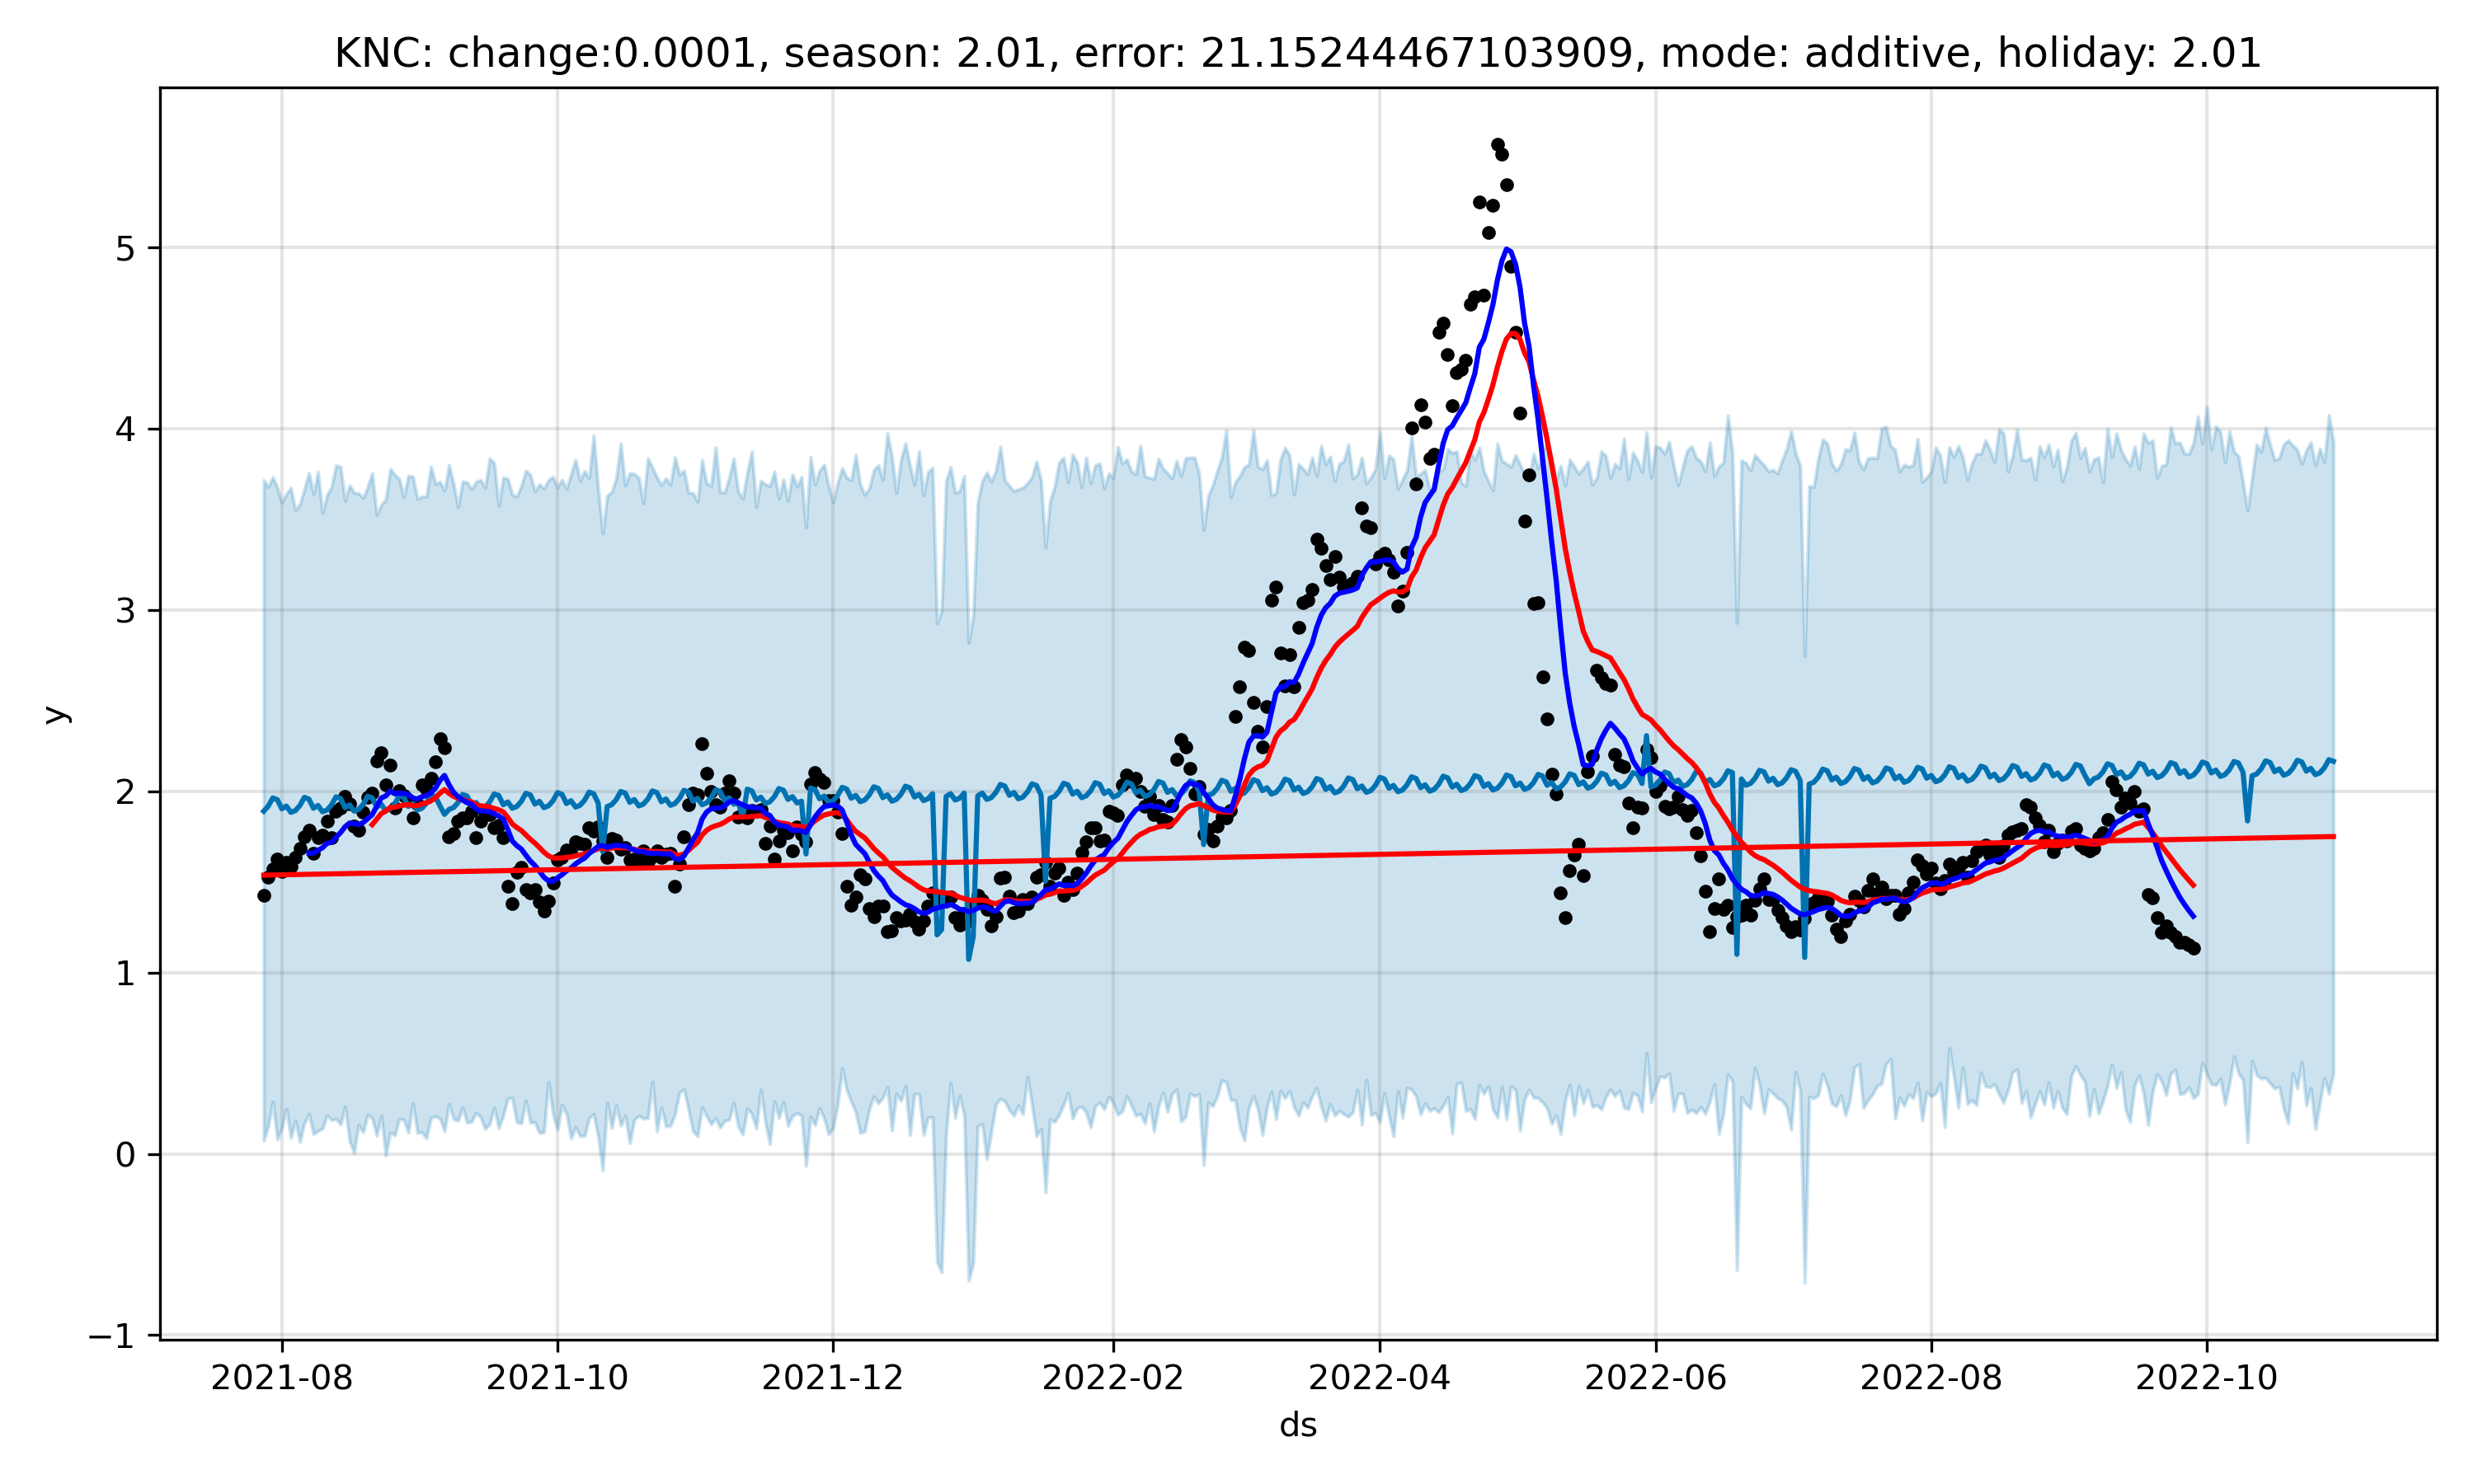 KNC: change:0.0001, season: 2.01, error: 21.15244467103909, mode: additive, holiday: 2.01
y
5
4
3
2
1
0
−1
2021-08 2021-10 2021-12 2022-02 2022-04 2022-06 2022-08 2022-10
ds